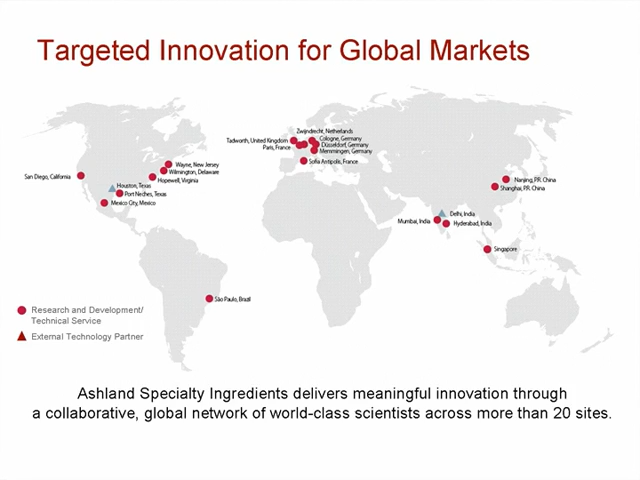 Targeted Innovation for Global Markets
Zwijndrecht, Netherlands
Tadworth, United Kingdom
Cologne, Germany
Paris, France
Düsseldorf, Germany
Memmingen, Germany
Sofia Antipolis, France
San Diego, California
Wayne, New Jersey
Wilmington, Delaware
Hopewell, Virginia
Houston, Texas
Port Neches, Texas
Mexico City, Mexico
Nanjing, P.R. China
Shanghai, P.R. China
Delhi, India
Mumbai, India
Hyderabad, India
Singapore
São Paulo, Brazil
Research and Development/
Technical Service
External Technology Partner
Ashland Specialty Ingredients delivers meaningful innovation through
a collaborative, global network of world-class scientists across more than 20 sites.